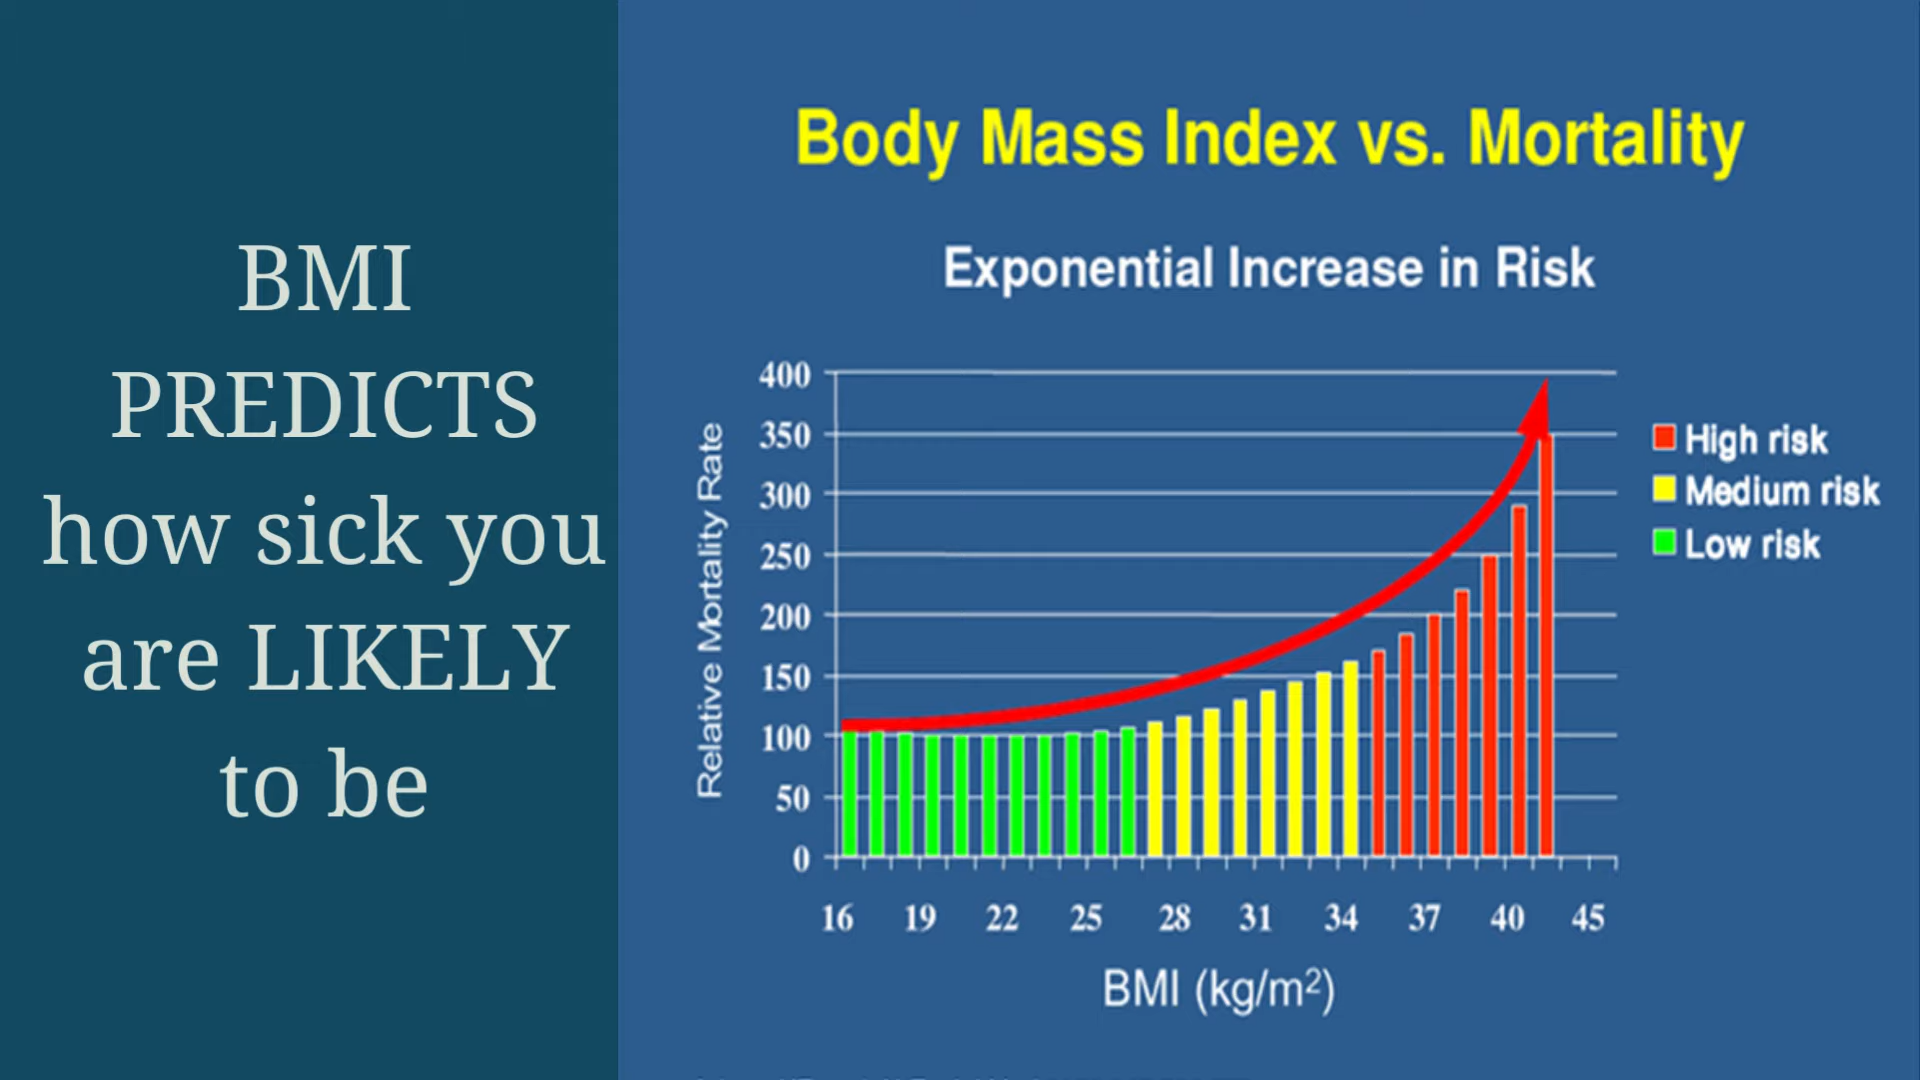 BMI
PREDICTS
how sick you
are LIKELY
to be
Body Mass Index vs. Mortality
Exponential Increase in Risk
Relative Mortality Rate
400
350
300
250
200
150
100
50
0
16 19 22 25 28 31 34 37 40 45
BMI (kg/m²)
High risk
Medium risk
Low risk